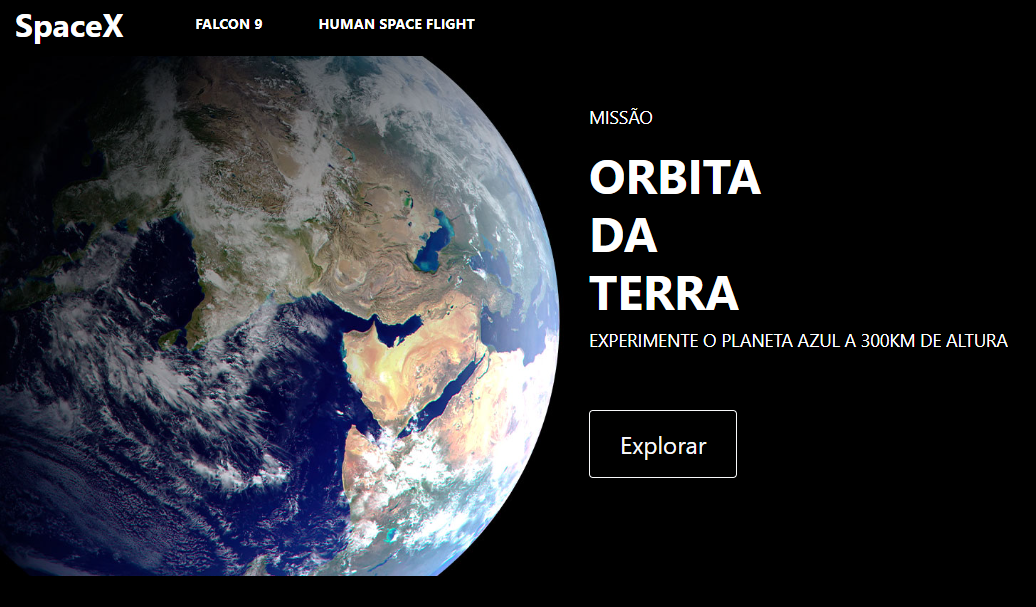 SpaceX
FALCON 9
HUMAN SPACE FLIGHT
MISSÃO
ORBITA
DA
TERRA
EXPERIMENTE O PLANETA AZUL A 300KM DE ALTURA
Explorar